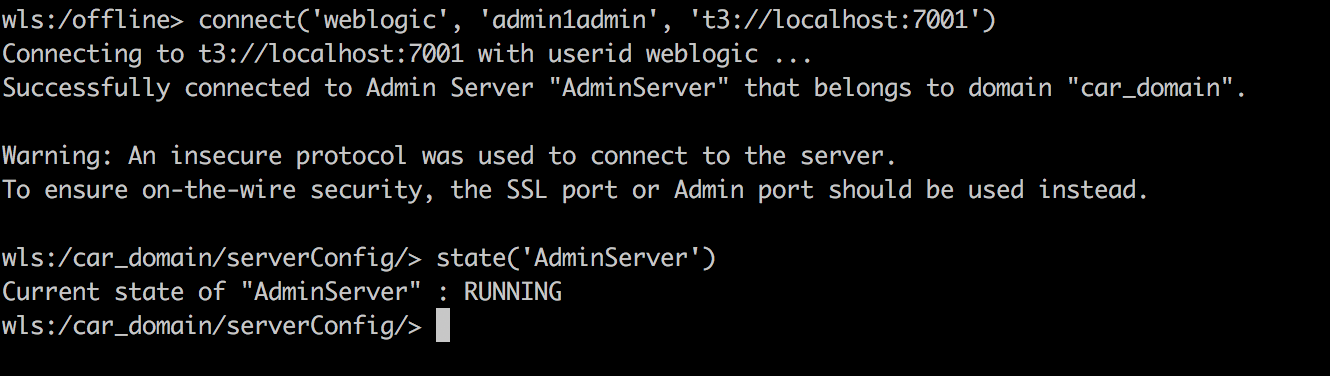 wls:/offline> connect('weblogic', 'admin1admin', 't3://localhost:7001')
Connecting to t3://localhost:7001 with userid weblogic ...
Successfully connected to Admin Server "AdminServer" that belongs to domain "car_domain".
Warning: An insecure protocol was used to connect to the server.
To ensure on-the-wire security, the SSL port or Admin port should be used instead.
wls:/car_domain/serverConfig/> state('AdminServer')
Current state of "AdminServer" : RUNNING
wls:/car_domain/serverConfig/>